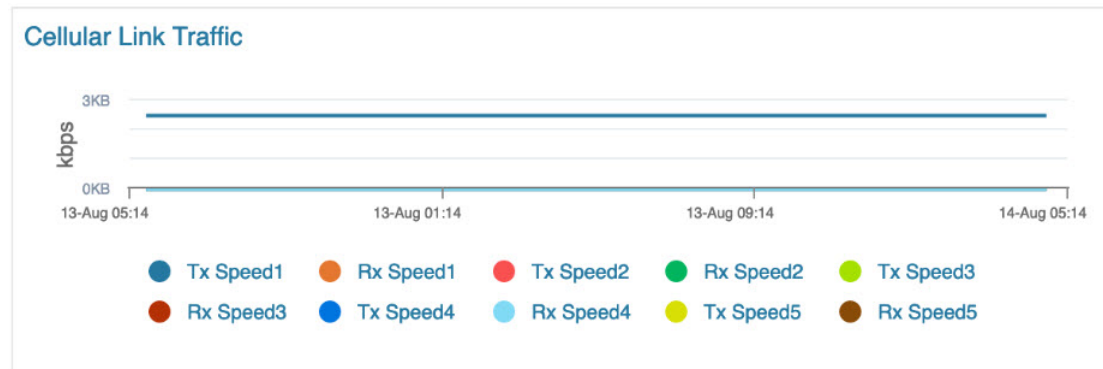 Cellular Link Traffic
3KB
kbps
0KB
13-Aug 05:14 13-Aug 01:14 13-Aug 09:14 14-Aug 05:14
Tx Speed1 Rx Speed1 Tx Speed2 Rx Speed2 Tx Speed3
Rx Speed3 Tx Speed4 Rx Speed4 Tx Speed5 Rx Speed5